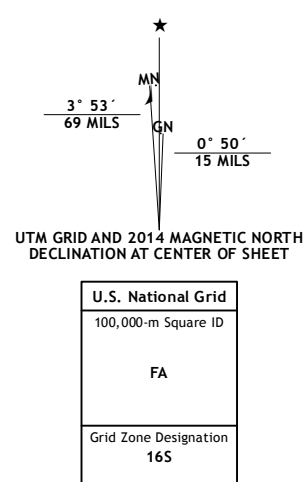 ★
MN
3° 53´
69 MILS
GN
0° 50´
15 MILS
UTM GRID AND 2014 MAGNETIC NORTH
DECLINATION AT CENTER OF SHEET
U.S. National Grid
100,000-m Square ID
FA
Grid Zone Designation
16S